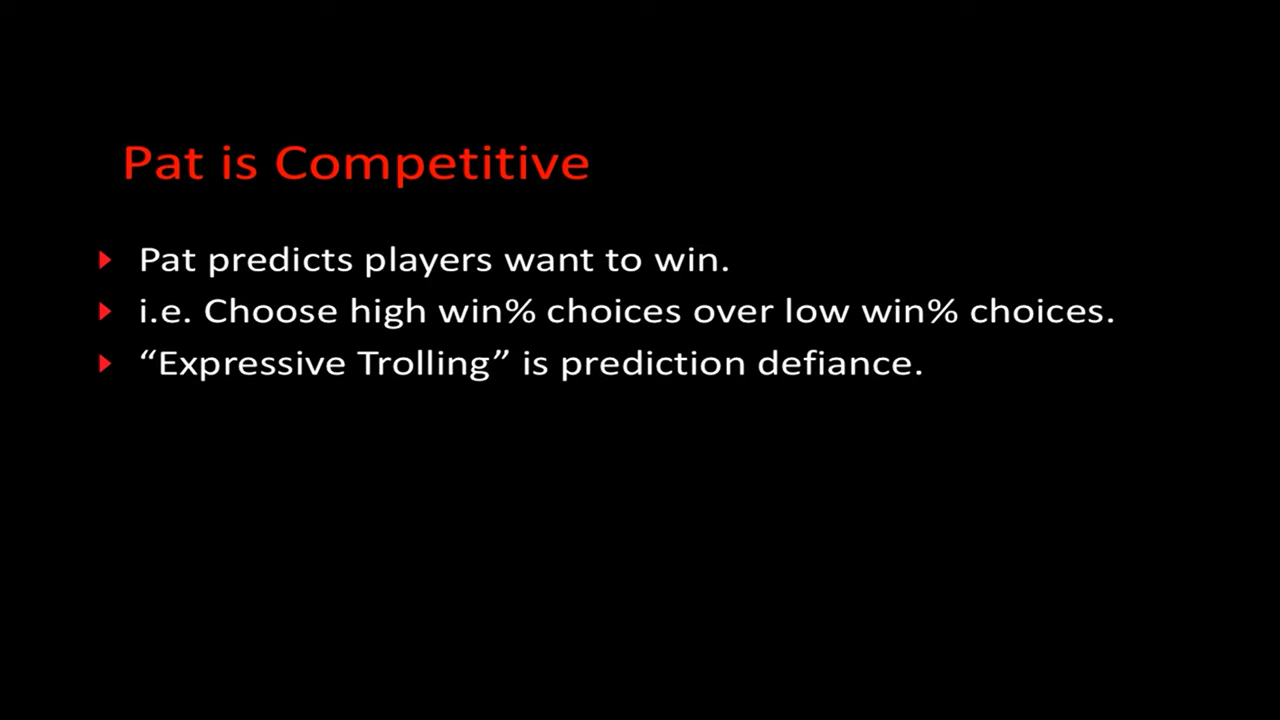 Pat is Competitive
Pat predicts players want to win.
i.e. Choose high win% choices over low win% choices.
“Expressive Trolling” is prediction defiance.